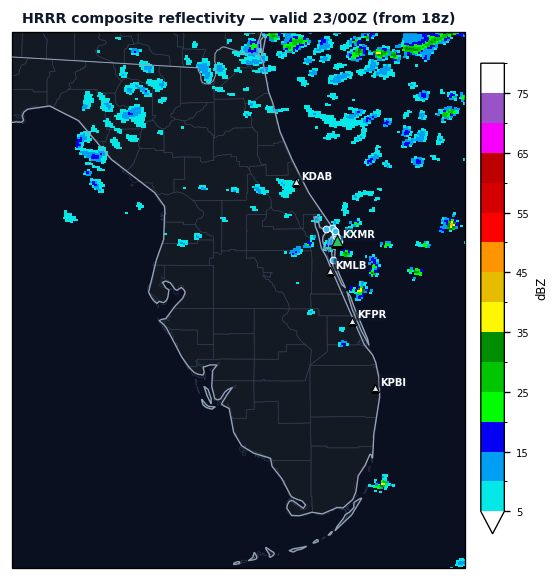 HRRR composite reflectivity — valid 23/00Z (from 18z)
KDAB
KXMR
KMLB
KFPR
KPBI
75
65
55
45
35
25
15
5
dBZ